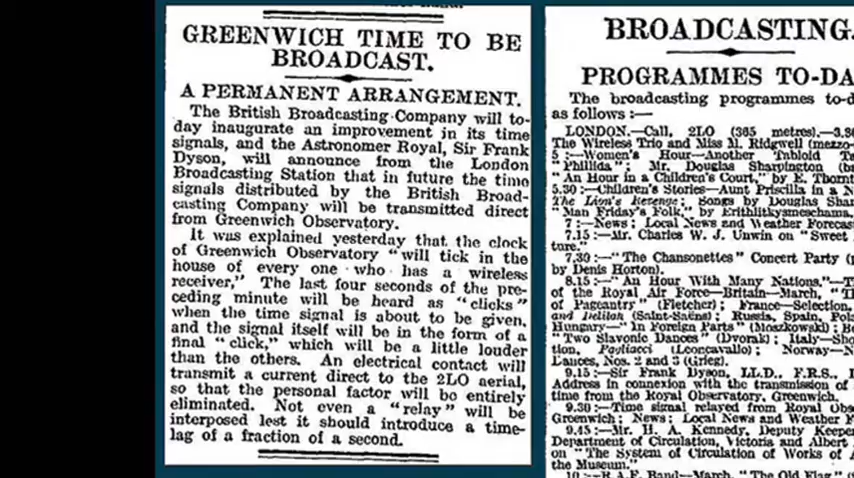 GREENWICH TIME TO BE
BROADCAST.
A PERMANENT ARRANGEMENT.
The British Broadcasting Company will to-
day inaugurate an improvement in its time
signals, and the Astronomer Royal, Sir Frank
Dyson, will announce from the London
Broadcasting Station that in future the time
signals distributed by the British Broad-
casting Company will be transmitted direct
from Greenwich Observatory.
It was explained yesterday that the clock
of Greenwich Observatory "will tick in the
house of every one who has a wireless
receiver," The last four seconds of the pre-
ceding minute will be heard as "clicks"
when the time signal is about to be given,
and the signal itself will be in the form of a
final "click," which will be a little louder
than the others. An electrical contact will
transmit a current direct to the 2LO aerial,
so that the personal factor will be entirely
eliminated. Not even a "relay" will be
interposed lest it should introduce a time-
lag of a fraction of a second.
BROADCASTING.
PROGRAMMES TO-DA
The broadcasting programmes to-d
as follows :—
LONDON.—Call, 2LO (365 metres).—3.30
The Wireless Trio and Miss M. Ridgwell (mezzo-
5 :—Women's Hour—Another Tabloid Ta
"Phillida"; Mr. Douglas Sharpington (b
"An Hour in a Children's Court," by E. Thornt
5.30 :—Children's Stories—Aunt Priscilla in a N
The Lion's Revenge; Songs by Douglas Shar
"Man Friday's Folk," by
7 :—News; Local News and Weather Forecas
7.15 :—Mr. Charles W. J. Unwin on "Sweet
ture."
7.30 :—"The Chansonettes" Concert Party (
by Denis Horton).
8.15 :—"An Hour With Many Nations."—T
of the Royal Air Force—Britain—March, "Th
of Pageantry" (Fletcher); France—Selection,
and Delilah (Saint-Saëns); Russia, Spain, Pol
Hungary—"In Foreign Parts" (Moszkowski); B
"Two Slavonic Dances" (Dvorak); Italy—Sho
tion, Pagliacci (Leoncavallo); Norway—N
Dances, Nos. 2 and 3 (Grieg).
9.15 :—Sir Frank Dyson, LL.D., F.R.S.,
Address in connexion with the transmission of
time from the Royal Observatory, Greenwich.
9.30 :—Time signal relayed from Royal Obs
Greenwich; News; Local News and Weather F
9.45 :—Mr. H. A. Kennedy, Deputy Keepe
Department of Circulation, Victoria and Albert
on "The System of Circulation of Works of A
the Museum."
10 :—R.A.F. Band—March, "The Old Flag"